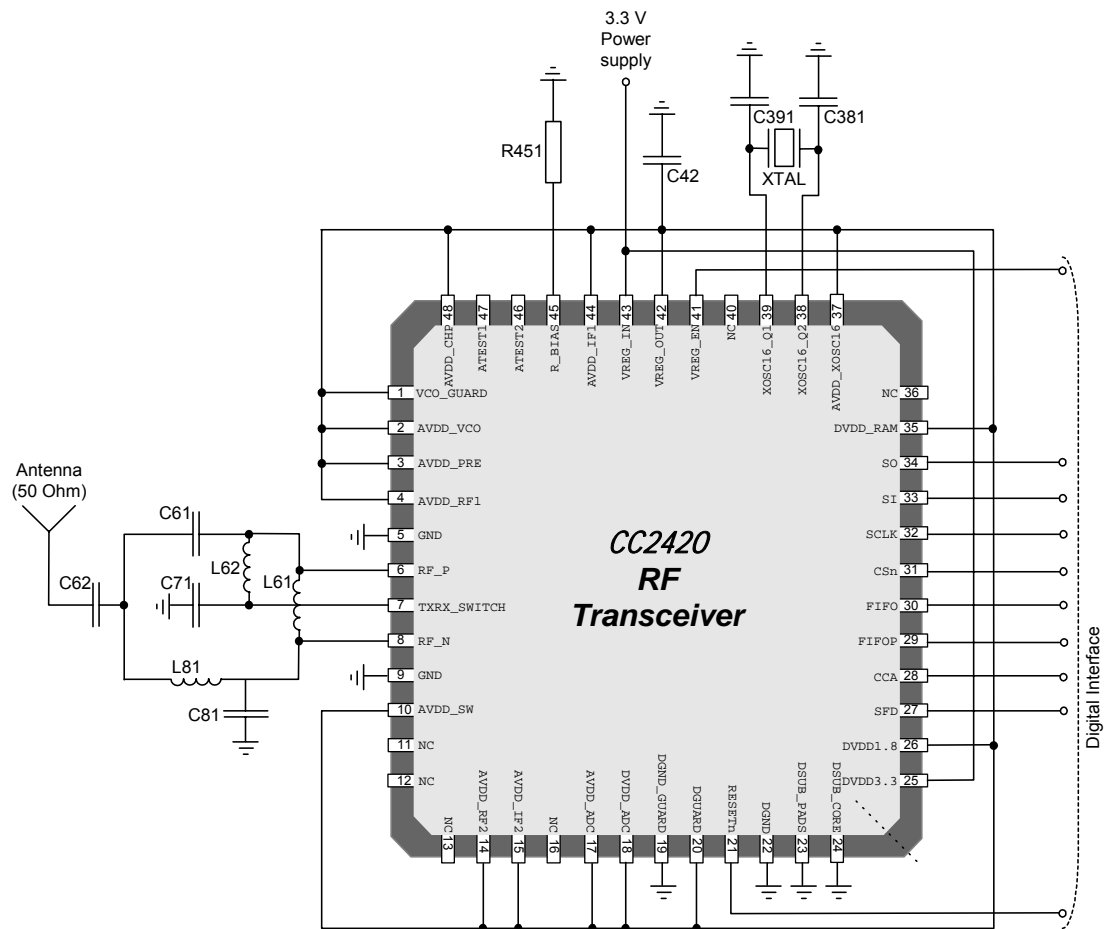 3.3 V
Power
supply
C391
C381
R451
C42
XTAL
48
47
46
45
44
43
42
41
40
39
38
37
AVDD_CHP
ATEST1
ATEST2
R_BIAS
AVDD_IF1
VREG_IN
VREG_OUT
VREG_EN
NC
XOSC16_Q1
XOSC16_Q2
AVDD_XOSC16
1 VCO_GUARD
2 AVDD_VCO
3 AVDD_PRE
4 AVDD_RF1
5 GND
6 RF_P
7 TXRX_SWITCH
8 RF_N
9 GND
10 AVDD_SW
11 NC
12 NC
Antenna
(50 Ohm)
C61
L62
L61
C62
C71
L81
C81
CC2420
RF
Transceiver
NC 36
DVDD_RAM 35
SO 34
SI 33
SCLK 32
CSn 31
FIFO 30
FIFOP 29
CCA 28
SFD 27
DVDD1.8 26
DVDD3.3 25
Digital Interface
NC
AVDD_RF2
AVDD_IF2
NC
AVDD_ADC
DVDD_ADC
DGND_GUARD
DGUARD
RESETn
DGND
DSUB_PADS
DSUB_CORE
13
14
15
16
17
18
19
20
21
22
23
24